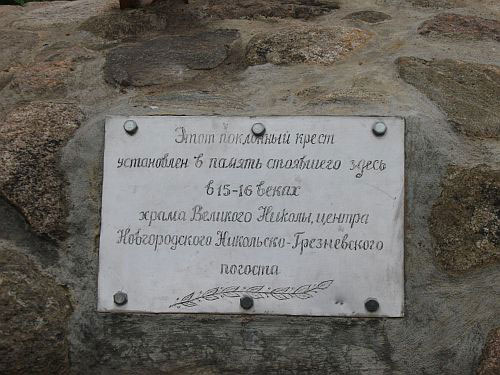 Этот поклонный крест
установлен в память стоявшего здесь
в 15-16 веках
храма Великого Николы, центра
Новгородского Никольско-Грезневского
погоста